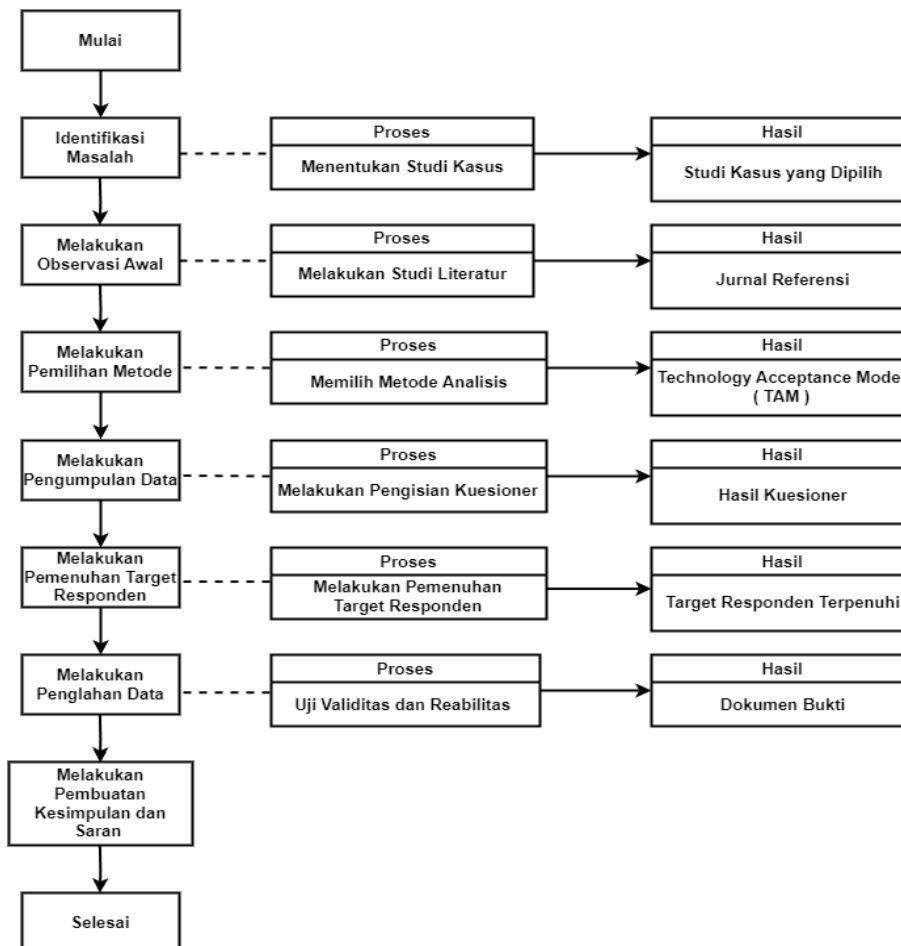 Mulai
Identifikasi
Masalah
Proses
Menentukan Studi Kasus
Hasil
Studi Kasus yang Dipilih
Melakukan
Observasi Awal
Proses
Melakukan Studi Literatur
Hasil
Jurnal Referensi
Melakukan
Pemilihan Metode
Proses
Memilih Metode Analisis
Hasil
Technology Acceptance Mode
( TAM )
Melakukan
Pengumpulan Data
Proses
Melakukan Pengisian Kuesioner
Hasil
Hasil Kuesioner
Melakukan
Pemenuhan Target
Responden
Proses
Melakukan Pemenuhan
Target Responden
Hasil
Target Responden Terpenuhi
Melakukan
Penglahan Data
Proses
Uji Validitas dan Reabilitas
Hasil
Dokumen Bukti
Melakukan
Pembuatan
Kesimpulan dan
Saran
Selesai